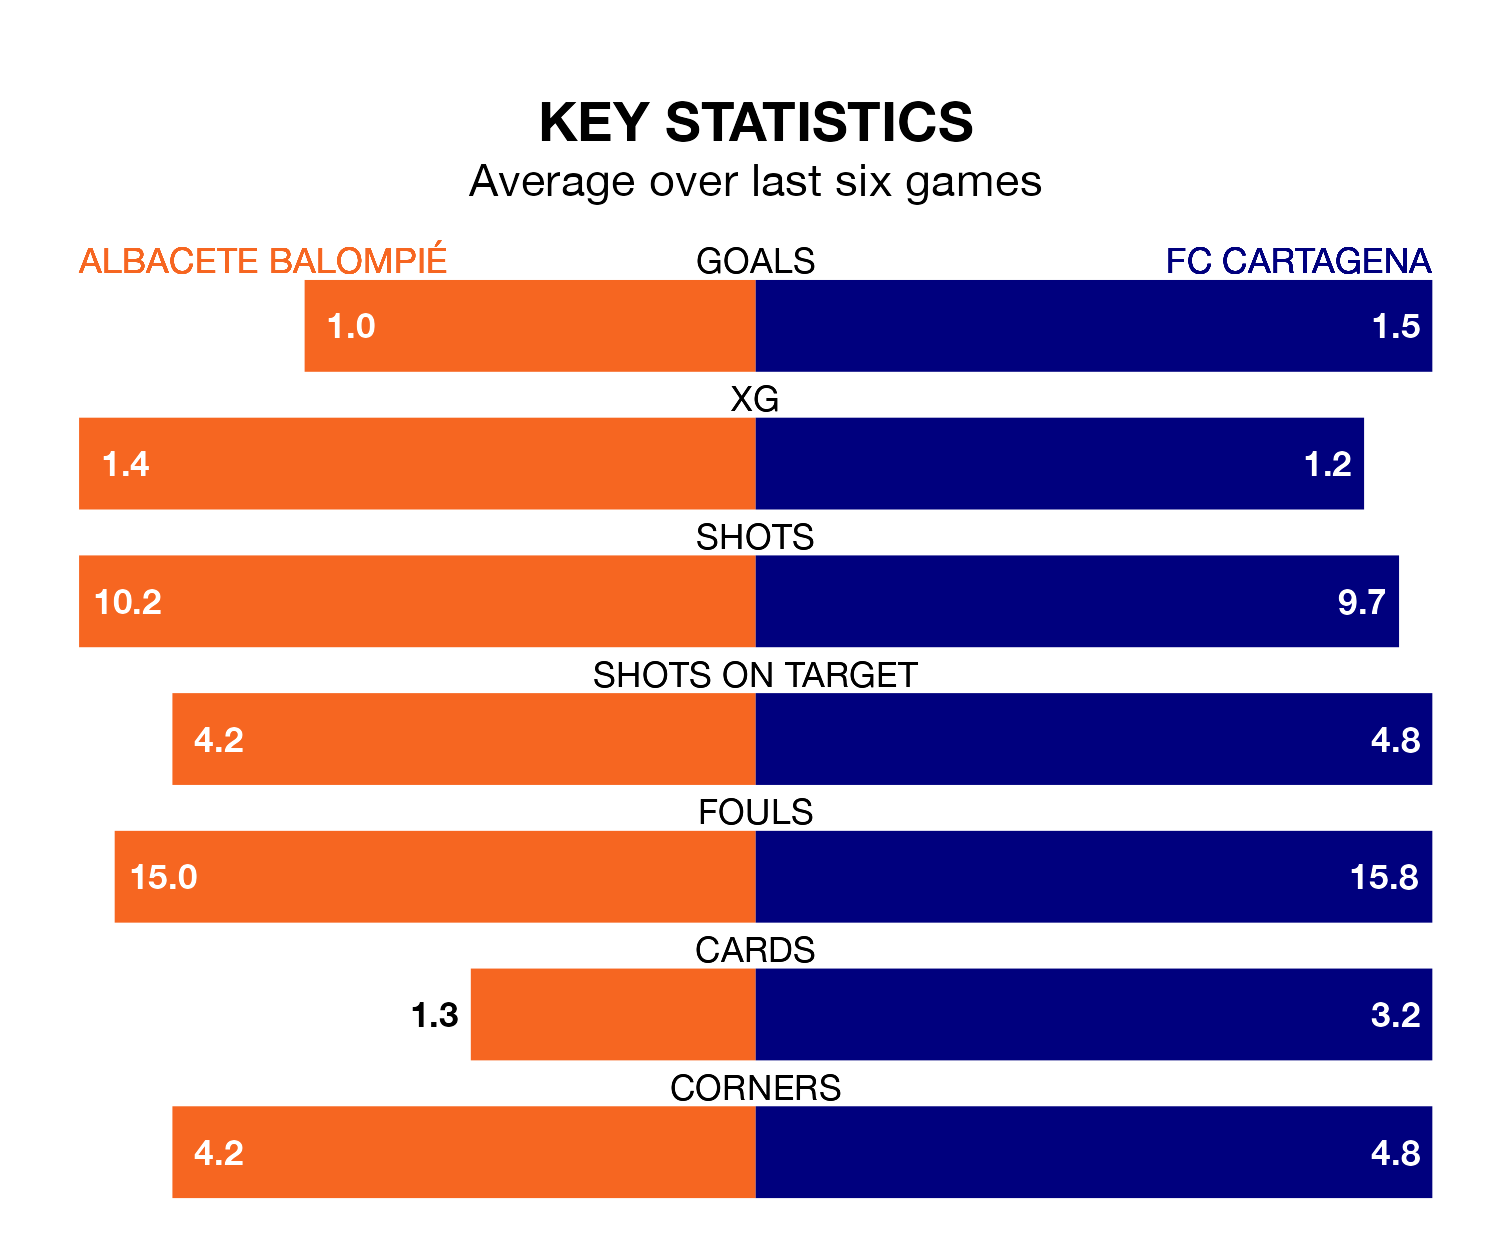 KEY STATISTICS
Average over last six games
ALBACETE BALOMPIÉ GOALS FC CARTAGENA
1.0 1.5
XG
1.4 1.2
SHOTS
10.2 9.7
SHOTS ON TARGET
4.2 4.8
FOULS
15.0 15.8
CARDS
1.3 3.2
CORNERS
4.2 4.8